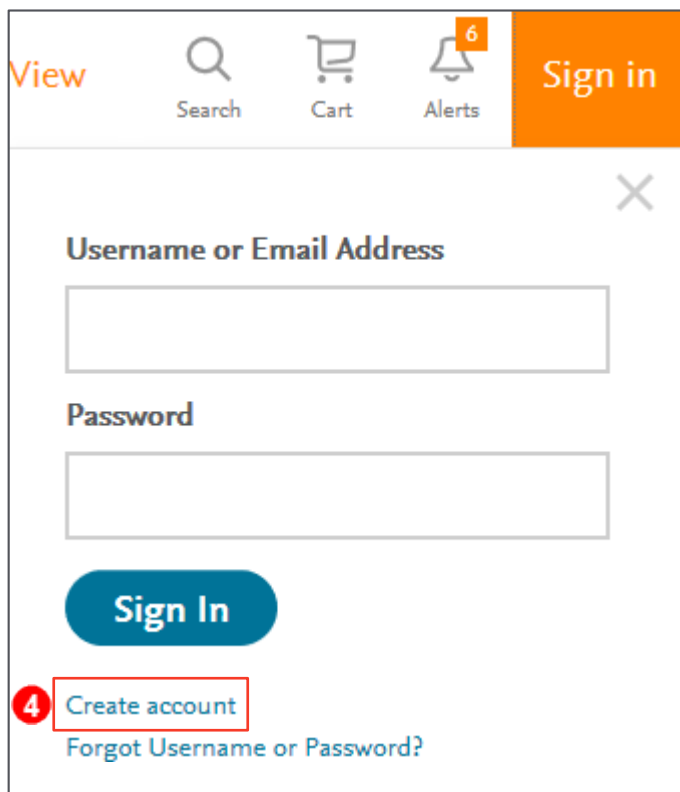 6
View
Sign in
Search
Cart
Alerts
Username or Email Address
Password
Sign In
4
Create account
Forgot Username or Password?